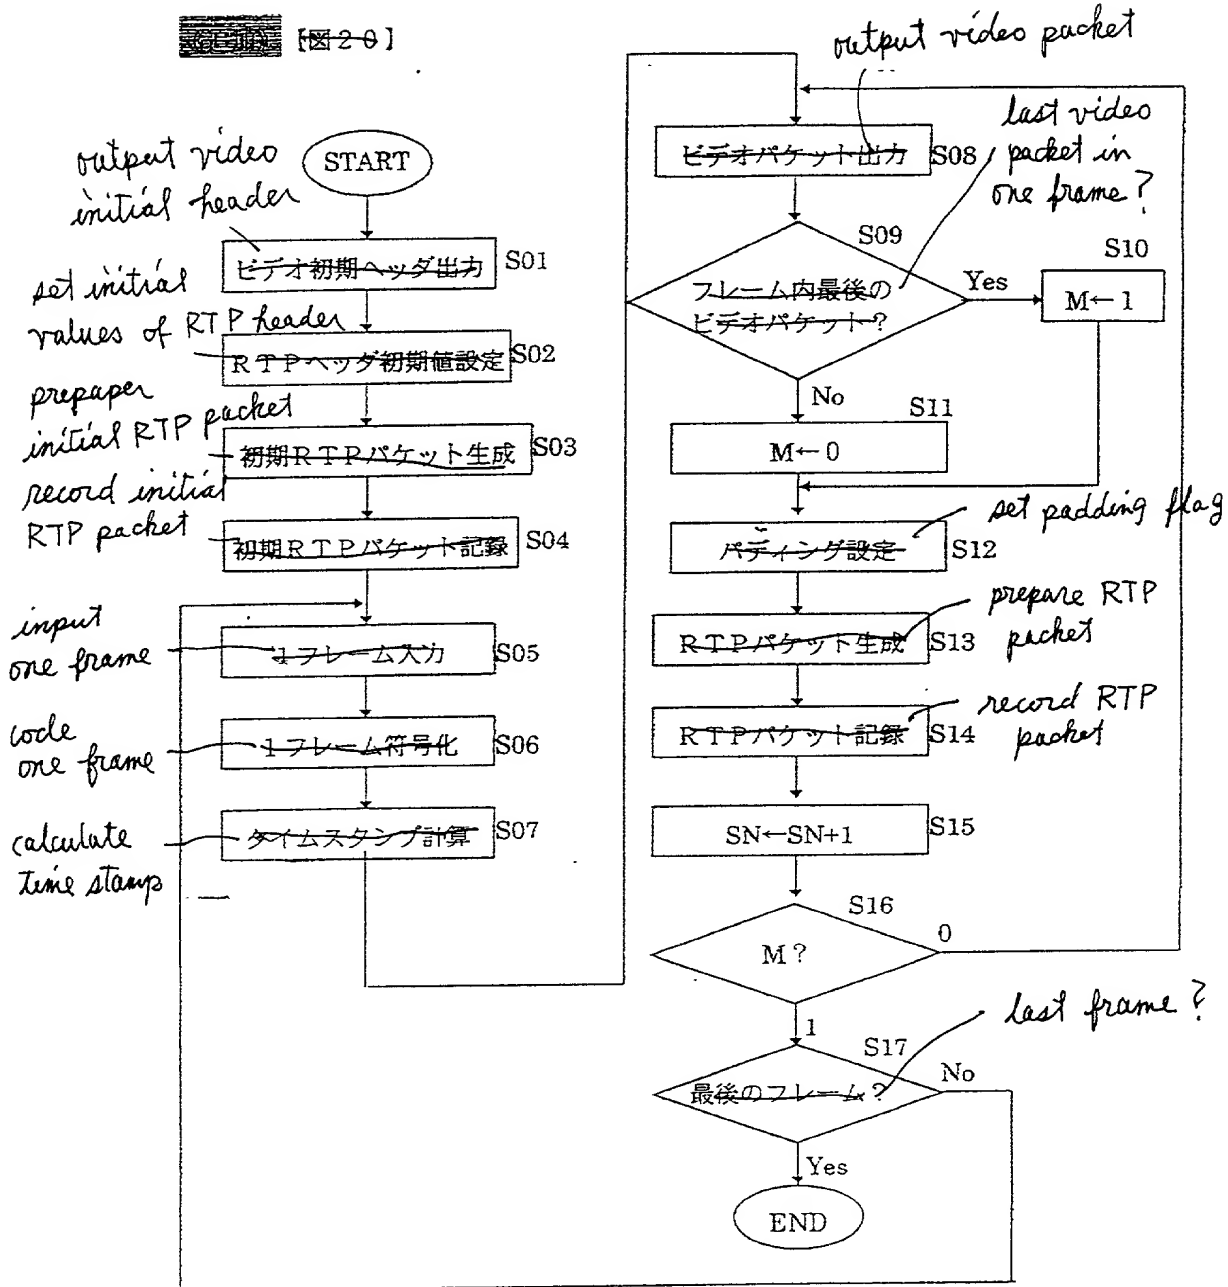 【図20】
START
output video
initial header
ビデオ初期ヘッダ出力
S01
set initial
values of RTP header
RTPヘッダ初期値設定
S02
prepaper
initial RTP packet
初期RTPパケット生成
S03
record initial
RTP packet
初期RTPパケット記録
S04
input
one frame
1フレーム入力
S05
code
one frame
1フレーム符号化
S06
calculate
time stamp
タイムスタンプ計算
S07
output video packet
ビデオパケット出力
S08
last video
packet in
one frame?
S09
フレーム内最後の
ビデオパケット?
Yes
S10
M←1
No
S11
M←0
set padding flag
パディング設定
S12
prepare RTP
packet
RTPパケット生成
S13
record RTP
packet
RTPパケット記録
S14
SN←SN+1
S15
S16
M?
0
1
last frame?
S17
最後のフレーム?
No
Yes
END